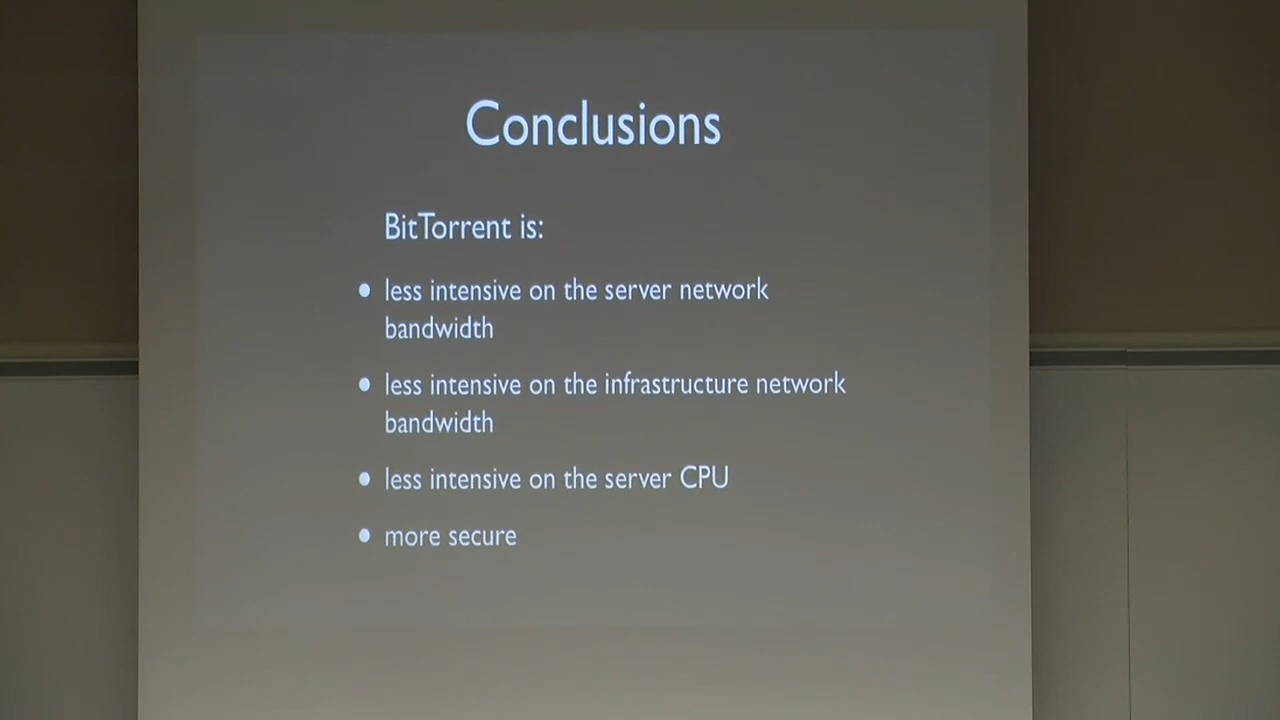 Conclusions
BitTorrent is:
• less intensive on the server network
bandwidth
• less intensive on the infrastructure network
bandwidth
• less intensive on the server CPU
• more secure